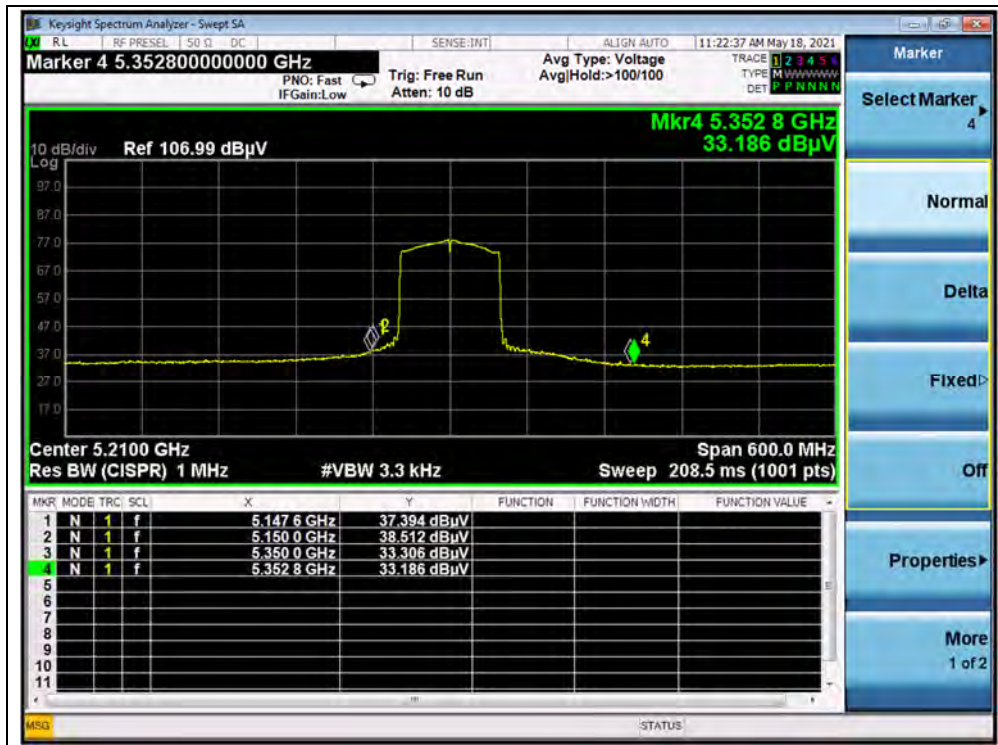 Keysight Spectrum Analyzer - Swept SA
LXI RL RF PRESEL 50 Ω DC SENSE:INT ALIGN AUTO 11:22:37 AM May 18, 2021
Marker 4 5.352800000000 GHz
PNO: Fast
IFGain:Low
Trig: Free Run
Atten: 10 dB
Avg Type: Voltage
Avg|Hold:>100/100
TRACE 1 2 3 4 5 6
TYPE M WWWWW
DET P P N N N N
Mkr4 5.352 8 GHz
33.186 dBµV
10 dB/div Ref 106.99 dBµV
Log
97.0
87.0
77.0
67.0
57.0
47.0
37.0
27.0
17.0
2
4
Center 5.2100 GHz Span 600.0 MHz
Res BW (CISPR) 1 MHz #VBW 3.3 kHz Sweep 208.5 ms (1001 pts)
MKR MODE TRC SCL X Y FUNCTION FUNCTION WIDTH FUNCTION VALUE
1 N 1 f 5.147 6 GHz 37.394 dBµV
2 N 1 f 5.150 0 GHz 38.512 dBµV
3 N 1 f 5.350 0 GHz 33.306 dBµV
4 N 1 f 5.352 8 GHz 33.186 dBµV
5
6
7
8
9
10
11
MSG STATUS
Marker
Select Marker
4
Normal
Delta
Fixed
Off
Properties
More
1 of 2